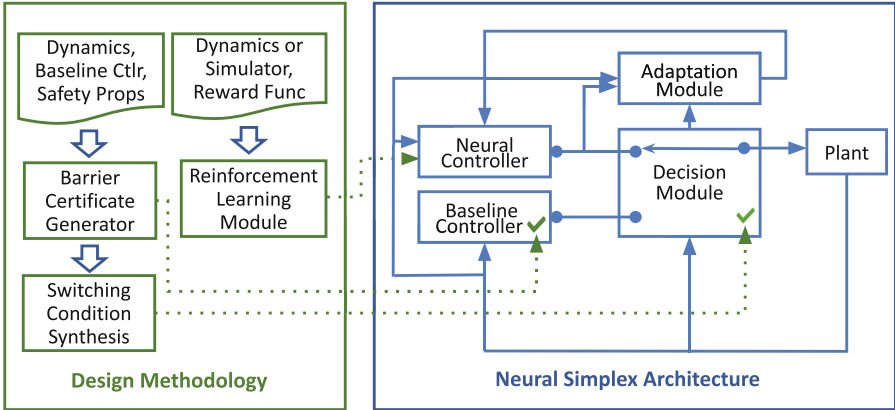 Dynamics,
Baseline Ctlr,
Safety Props
Dynamics or
Simulator,
Reward Func
Barrier
Certificate
Generator
Reinforcement
Learning
Module
Switching
Condition
Synthesis
Design Methodology
Adaptation
Module
Neural
Controller
Baseline
Controller
Decision
Module
Plant
Neural Simplex Architecture